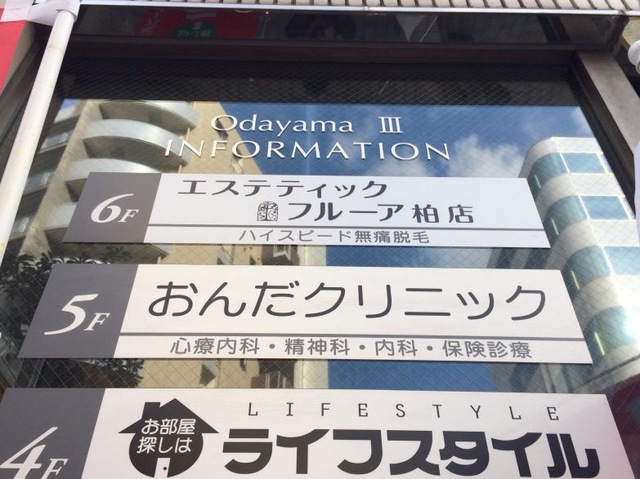 Odayama Ⅲ
INFORMATION
6F
エステティック
フルーア柏店
ハイスピード無痛脱毛
5F
おんだクリニック
心療内科・精神科・内科・保険診療
4F
お部屋
探しは
LIFESTYLE
ライフスタイル